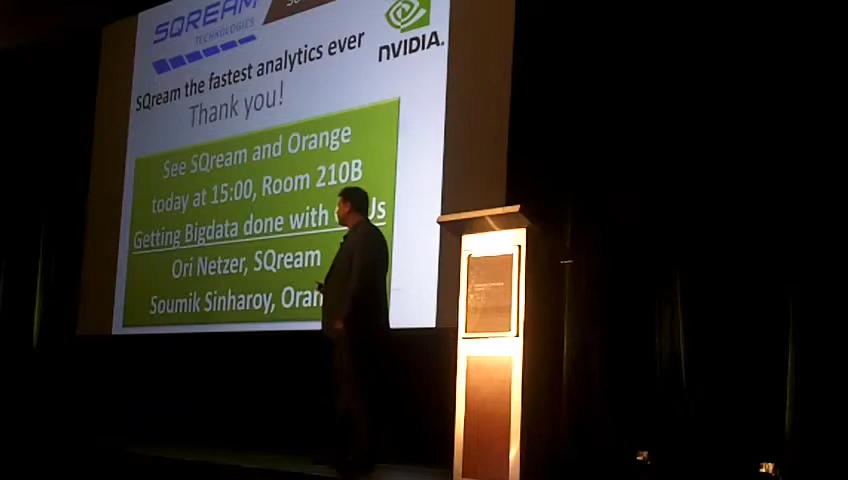 SQREAM
TECHNOLOGIES
NVIDIA.
SQream the fastest analytics ever
Thank you!
See SQream and Orange
today at 15:00, Room 210B
Getting Bigdata done with
Ori Netzer, SQream
Soumik Sinharoy,